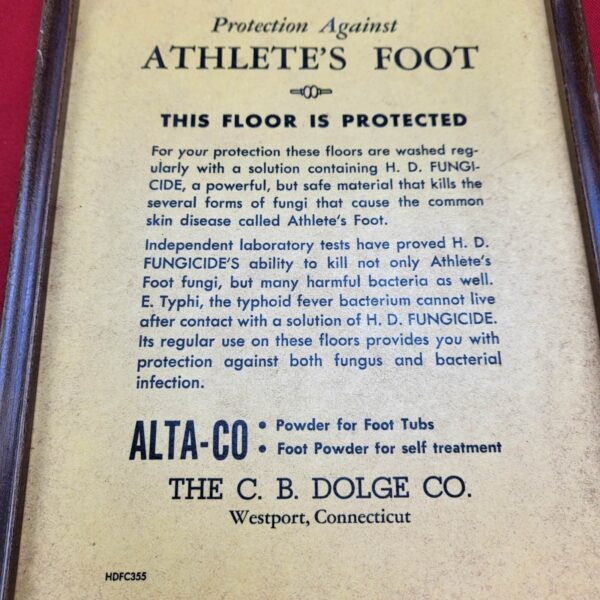 Protection Against
ATHLETE'S FOOT
THIS FLOOR IS PROTECTED
For your protection these floors are washed reg-
ularly with a solution containing H. D. FUNGI-
CIDE, a powerful, but safe material that kills the
several forms of fungi that cause the common
skin disease called Athlete's Foot.
Independent laboratory tests have proved H. D.
FUNGICIDE'S ability to kill not only Athlete's
Foot fungi, but many harmful bacteria as well.
E. Typhi, the typhoid fever bacterium cannot live
after contact with a solution of H. D. FUNGICIDE.
Its regular use on these floors provides you with
protection against both fungus and bacterial
infection.
ALTA-CO : Powder for Foot Tubs
Foot Powder for self treatment
THE C. B. DOLGE CO.
Westport, Connecticut
HDFC355